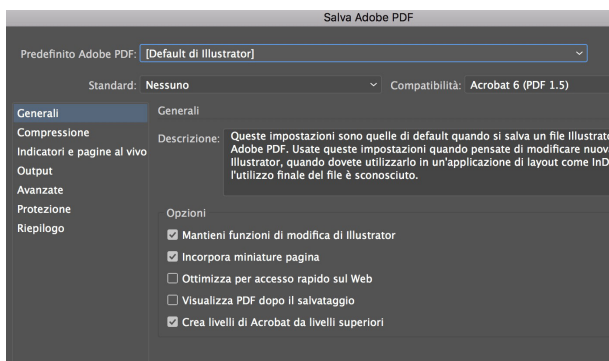 Salva Adobe PDF
Predefinito Adobe PDF: [Default di Illustrator]
Standard: Nessuno Compatibilità: Acrobat 6 (PDF 1.5)
Generali
Compressione
Indicatori e pagine al vivo
Output
Avanzate
Protezione
Riepilogo
Generali
Descrizione: Queste impostazioni sono quelle di default quando si salva un file Illustrato
Adobe PDF. Usate queste impostazioni quando pensate di modificare nuova
Illustrator, quando dovete utilizzarlo in un'applicazione di layout come InD
l'utilizzo finale del file è sconosciuto.
Opzioni
Mantieni funzioni di modifica di Illustrator
Incorpora miniature pagina
Ottimizza per accesso rapido sul Web
Visualizza PDF dopo il salvataggio
Crea livelli di Acrobat da livelli superiori